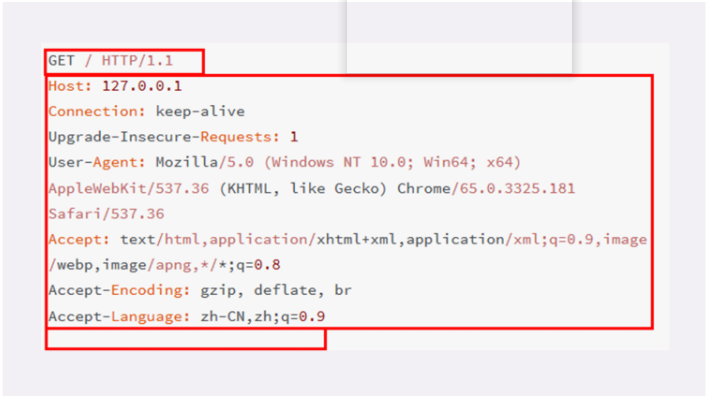 GET / HTTP/1.1
Host: 127.0.0.1
Connection: keep-alive
Upgrade-Insecure-Requests: 1
User-Agent: Mozilla/5.0 (Windows NT 10.0; Win64; x64)
AppleWebKit/537.36 (KHTML, like Gecko) Chrome/65.0.3325.181
Safari/537.36
Accept: text/html,application/xhtml+xml,application/xml;q=0.9,image
/webp,image/apng,*/*;q=0.8
Accept-Encoding: gzip, deflate, br
Accept-Language: zh-CN,zh;q=0.9